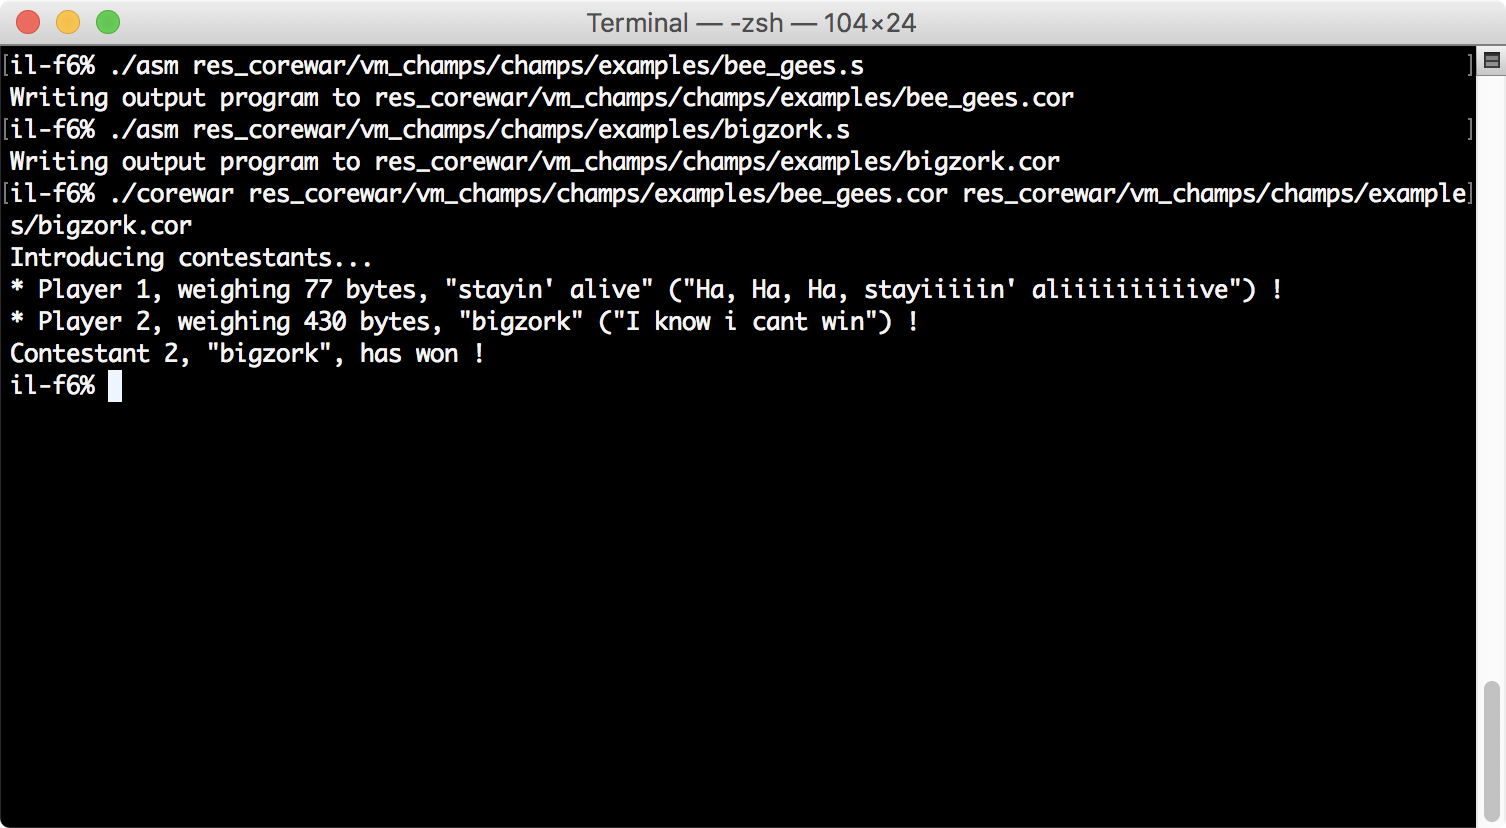 Terminal — -zsh — 104×24
[il-f6% ./asm res_corewar/vm_champs/champs/examples/bee_gees.s ]
Writing output program to res_corewar/vm_champs/champs/examples/bee_gees.cor
[il-f6% ./asm res_corewar/vm_champs/champs/examples/bigzork.s ]
Writing output program to res_corewar/vm_champs/champs/examples/bigzork.cor
[il-f6% ./corewar res_corewar/vm_champs/champs/examples/bee_gees.cor res_corewar/vm_champs/champs/example]
s/bigzork.cor
Introducing contestants...
* Player 1, weighing 77 bytes, "stayin' alive" ("Ha, Ha, Ha, stayiiiiin' aliiiiiiiiiive") !
* Player 2, weighing 430 bytes, "bigzork" ("I know i cant win") !
Contestant 2, "bigzork", has won !
il-f6%